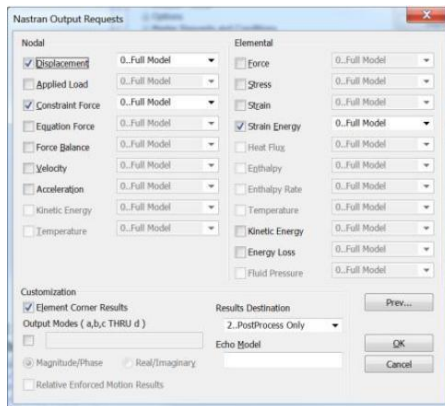 Nastran Output Requests
Nodal
Displacement 0..Full Model
Applied Load 0..Full Model
Constraint Force 0..Full Model
Equation Force 0..Full Model
Force Balance 0..Full Model
Velocity 0..Full Model
Acceleration 0..Full Model
Kinetic Energy 0..Full Model
Temperature 0..Full Model
Elemental
Force 0..Full Model
Stress 0..Full Model
Strain 0..Full Model
Strain Energy 0..Full Model
Heat Flux 0..Full Model
Enthalpy 0..Full Model
Enthalpy Rate 0..Full Model
Temperature 0..Full Model
Kinetic Energy 0..Full Model
Energy Loss 0..Full Model
Fluid Pressure 0..Full Model
Customization
Element Corner Results
Output Modes ( a,b,c THRU d )
Magnitude/Phase Real/Imaginary
Relative Enforced Motion Results
Results Destination
2..PostProcess Only
Echo Model
Prev...
OK
Cancel